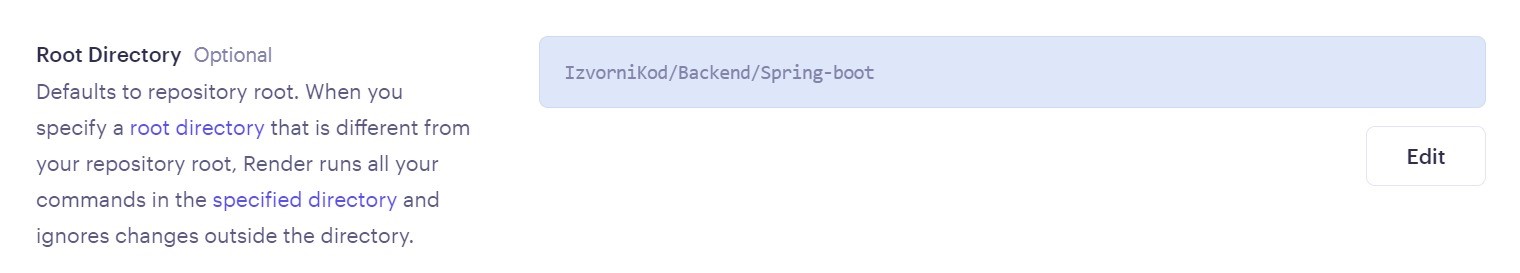 Root Directory Optional
Defaults to repository root. When you
specify a root directory that is different from
your repository root, Render runs all your
commands in the specified directory and
ignores changes outside the directory.
IzvorniKod/Backend/Spring-boot
Edit